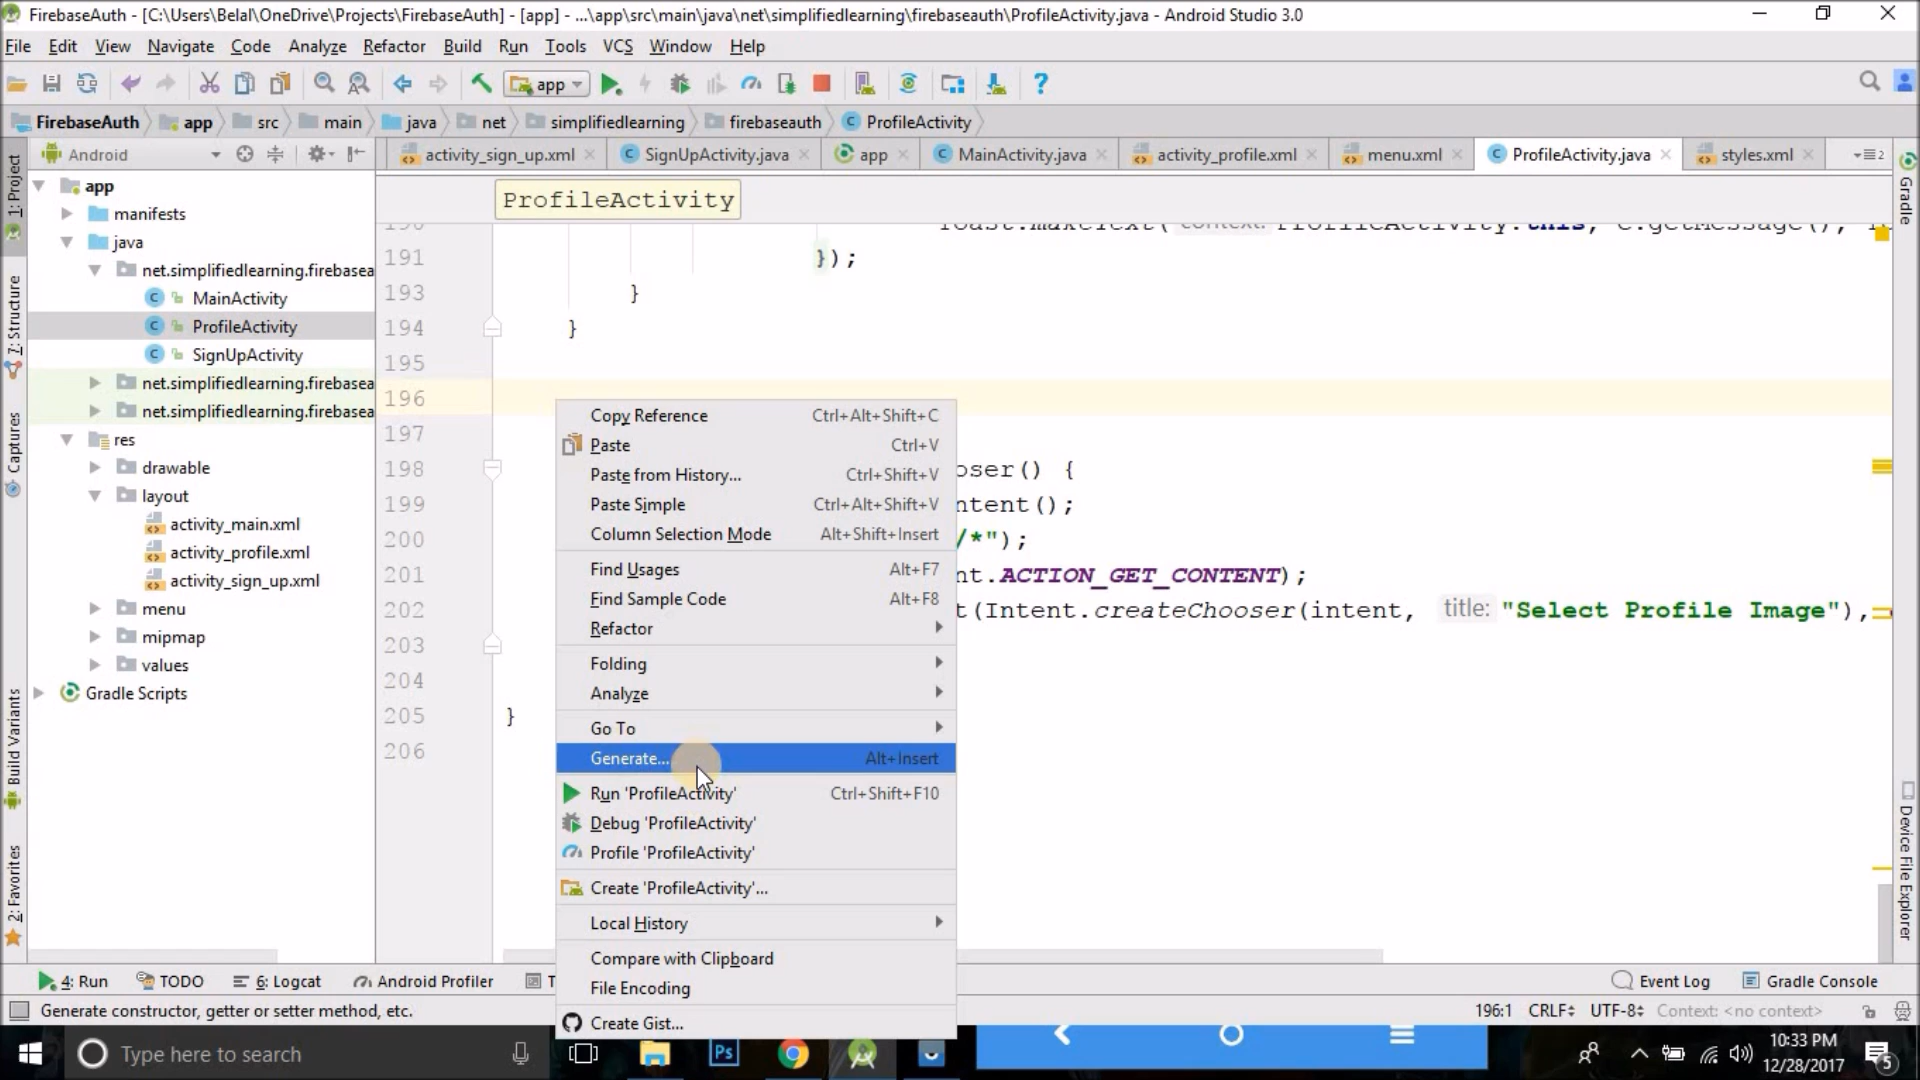 FirebaseAuth - [C:\Users\Belal\OneDrive\Projects\FirebaseAuth] - [app] - ...\app\src\main\java\net\simplifiedlearning\firebaseauth\ProfileActivity.java - Android Studio 3.0
File Edit View Navigate Code Analyze Refactor Build Run Tools VCS Window Help
app
FirebaseAuth app src main java net simplifiedlearning firebaseauth ProfileActivity
Android
activity_sign_up.xml SignUpActivity.java app MainActivity.java activity_profile.xml menu.xml ProfileActivity.java styles.xml 2
1: Project
7: Structure
Captures
Build Variants
2: Favorites
app
manifests
java
net.simplifiedlearning.firebasea
MainActivity
ProfileActivity
SignUpActivity
net.simplifiedlearning.firebasea
net.simplifiedlearning.firebasea
res
drawable
layout
activity_main.xml
activity_profile.xml
activity_sign_up.xml
menu
mipmap
values
Gradle Scripts
ProfileActivity
190 Toast.makeText( context: ProfileActivity.this, e.getMessage(),
191 });
193 }
194 }
195
196
197
198 oser() {
199 ntent();
200 /*");
201 nt.ACTION_GET_CONTENT);
202 t(Intent.createChooser(intent, title: "Select Profile Image"),
203
204
205 }
206
Copy Reference Ctrl+Alt+Shift+C
Paste Ctrl+V
Paste from History... Ctrl+Shift+V
Paste Simple Ctrl+Alt+Shift+V
Column Selection Mode Alt+Shift+Insert
Find Usages Alt+F7
Find Sample Code Alt+F8
Refactor
Folding
Analyze
Go To
Generate... Alt+Insert
Run 'ProfileActivity' Ctrl+Shift+F10
Debug 'ProfileActivity'
Profile 'ProfileActivity'
Create 'ProfileActivity'...
Local History
Compare with Clipboard
File Encoding
Create Gist...
Gradle
Device File Explorer
4: Run TODO 6: Logcat Android Profiler T Event Log Gradle Console
Generate constructor, getter or setter method, etc. 196:1 CRLF UTF-8 Context: <no context>
Type here to search Ps 10:33 PM
12/28/2017 5